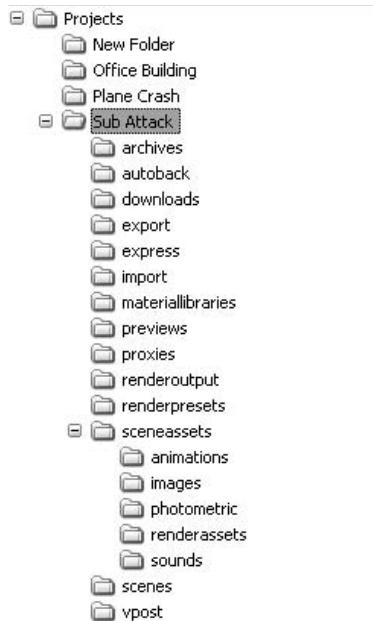 Projects
New Folder
Office Building
Plane Crash
Sub Attack
archives
autoback
downloads
export
express
import
materiallibraries
previews
proxies
renderoutput
renderpresets
sceneassets
animations
images
photometric
renderassets
sounds
scenes
vpost